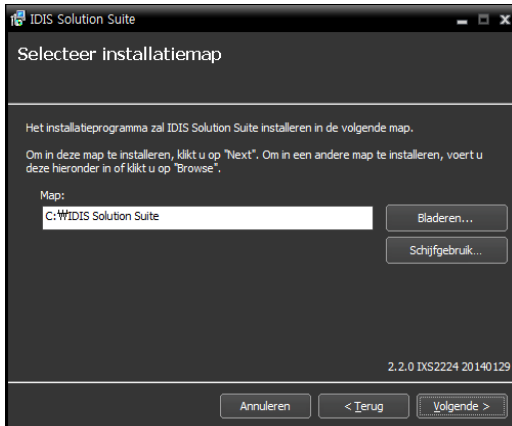 IDIS Solution Suite
Selecteer installatiemap
Het installatieprogramma zal IDIS Solution Suite installeren in de volgende map.
Om in deze map te installeren, klikt u op "Next". Om in een andere map te installeren, voert u
deze hieronder in of klikt u op "Browse".
Map:
C:₩IDIS Solution Suite
Bladeren...
Schijfgebruik...
2.2.0 IXS2224 20140129
Annuleren
< Terug
Volgende >